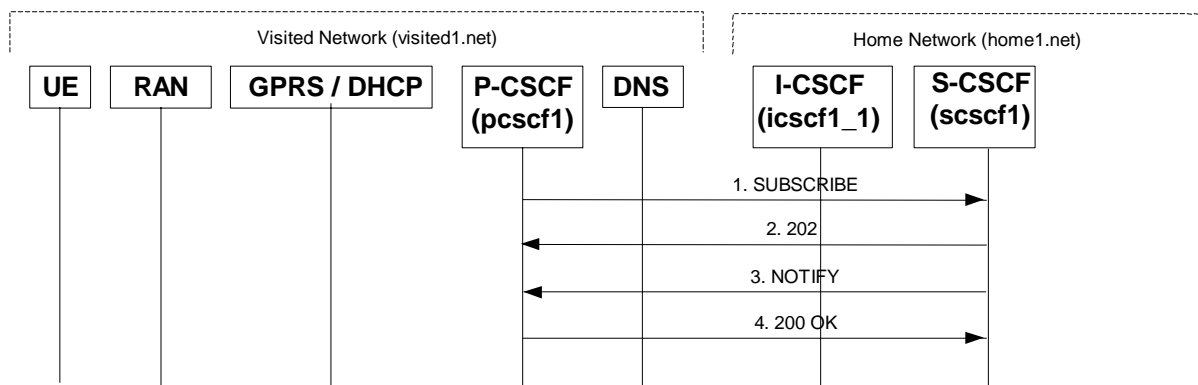 Visited Network (visited1.net)
Home Network (home1.net)
UE
RAN
GPRS / DHCP
P-CSCF
(pcscf1)
DNS
I-CSCF
(icscf1_1)
S-CSCF
(scscf1)
1. SUBSCRIBE
2. 202
3. NOTIFY
4. 200 OK